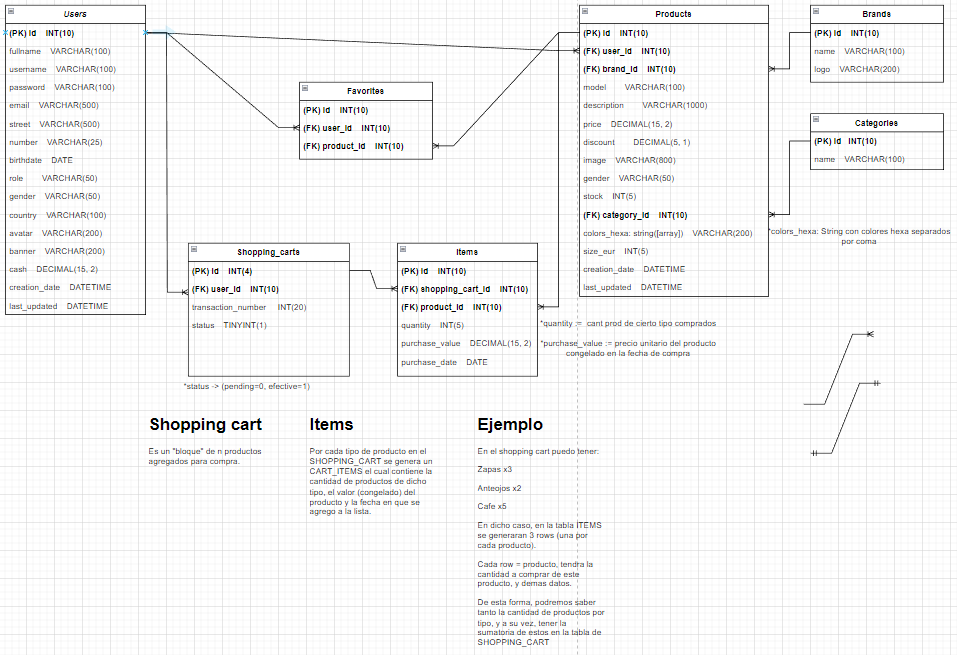 Users
(PK) Id INT(10)
fullname VARCHAR(100)
username VARCHAR(100)
password VARCHAR(100)
email VARCHAR(500)
street VARCHAR(500)
number VARCHAR(25)
birthdate DATE
role VARCHAR(50)
gender VARCHAR(50)
country VARCHAR(100)
avatar VARCHAR(200)
banner VARCHAR(200)
cash DECIMAL(15, 2)
creation_date DATETIME
last_updated DATETIME
Favorites
(PK) Id INT(10)
(FK) user_id INT(10)
(FK) product_id INT(10)
Products
(PK) Id INT(10)
(FK) user_id INT(10)
(FK) brand_id INT(10)
model VARCHAR(100)
description VARCHAR(1000)
price DECIMAL(15, 2)
discount DECIMAL(5, 1)
image VARCHAR(800)
gender VARCHAR(50)
stock INT(5)
(FK) category_id INT(10)
colors_hexa: string([array]) VARCHAR(200)
size_eur INT(5)
creation_date DATETIME
last_updated DATETIME
Brands
(PK) Id INT(10)
name VARCHAR(100)
logo VARCHAR(200)
Categories
(PK) Id INT(10)
name VARCHAR(100)
*colors_hexa: String con colores hexa separados
por coma
Shopping_carts
(PK) Id INT(4)
(FK) user_id INT(10)
transaction_number INT(20)
status TINYINT(1)
*status -> (pending=0, efective=1)
Items
(PK) Id INT(10)
(FK) shopping_cart_id INT(10)
(FK) product_id INT(10)
quantity INT(5)
purchase_value DECIMAL(15, 2)
purchase_date DATE
*quantity := cant prod de cierto tipo comprados
*purchase_value := precio unitario del producto
congelado en la fecha de compra
Shopping cart
Es un "bloque" de n productos
agregados para compra.
Items
Por cada tipo de producto en el
SHOPPING_CART se genera un
CART_ITEMS el cual contiene la
cantidad de productos de dicho
tipo, el valor (congelado) del
producto y la fecha en que se
agrego a la lista.
Ejemplo
En el shopping cart puedo tener:
Zapas x3
Anteojos x2
Cafe x5
En dicho caso, en la tabla ITEMS
se generaran 3 rows (una por
cada producto).
Cada row = producto, tendra la
cantidad a comprar de este
producto, y demas datos.
De esta forma, podremos saber
tanto la cantidad de productos por
tipo, y a su vez, tener la
sumatoria de estos en la tabla de
SHOPPING_CART